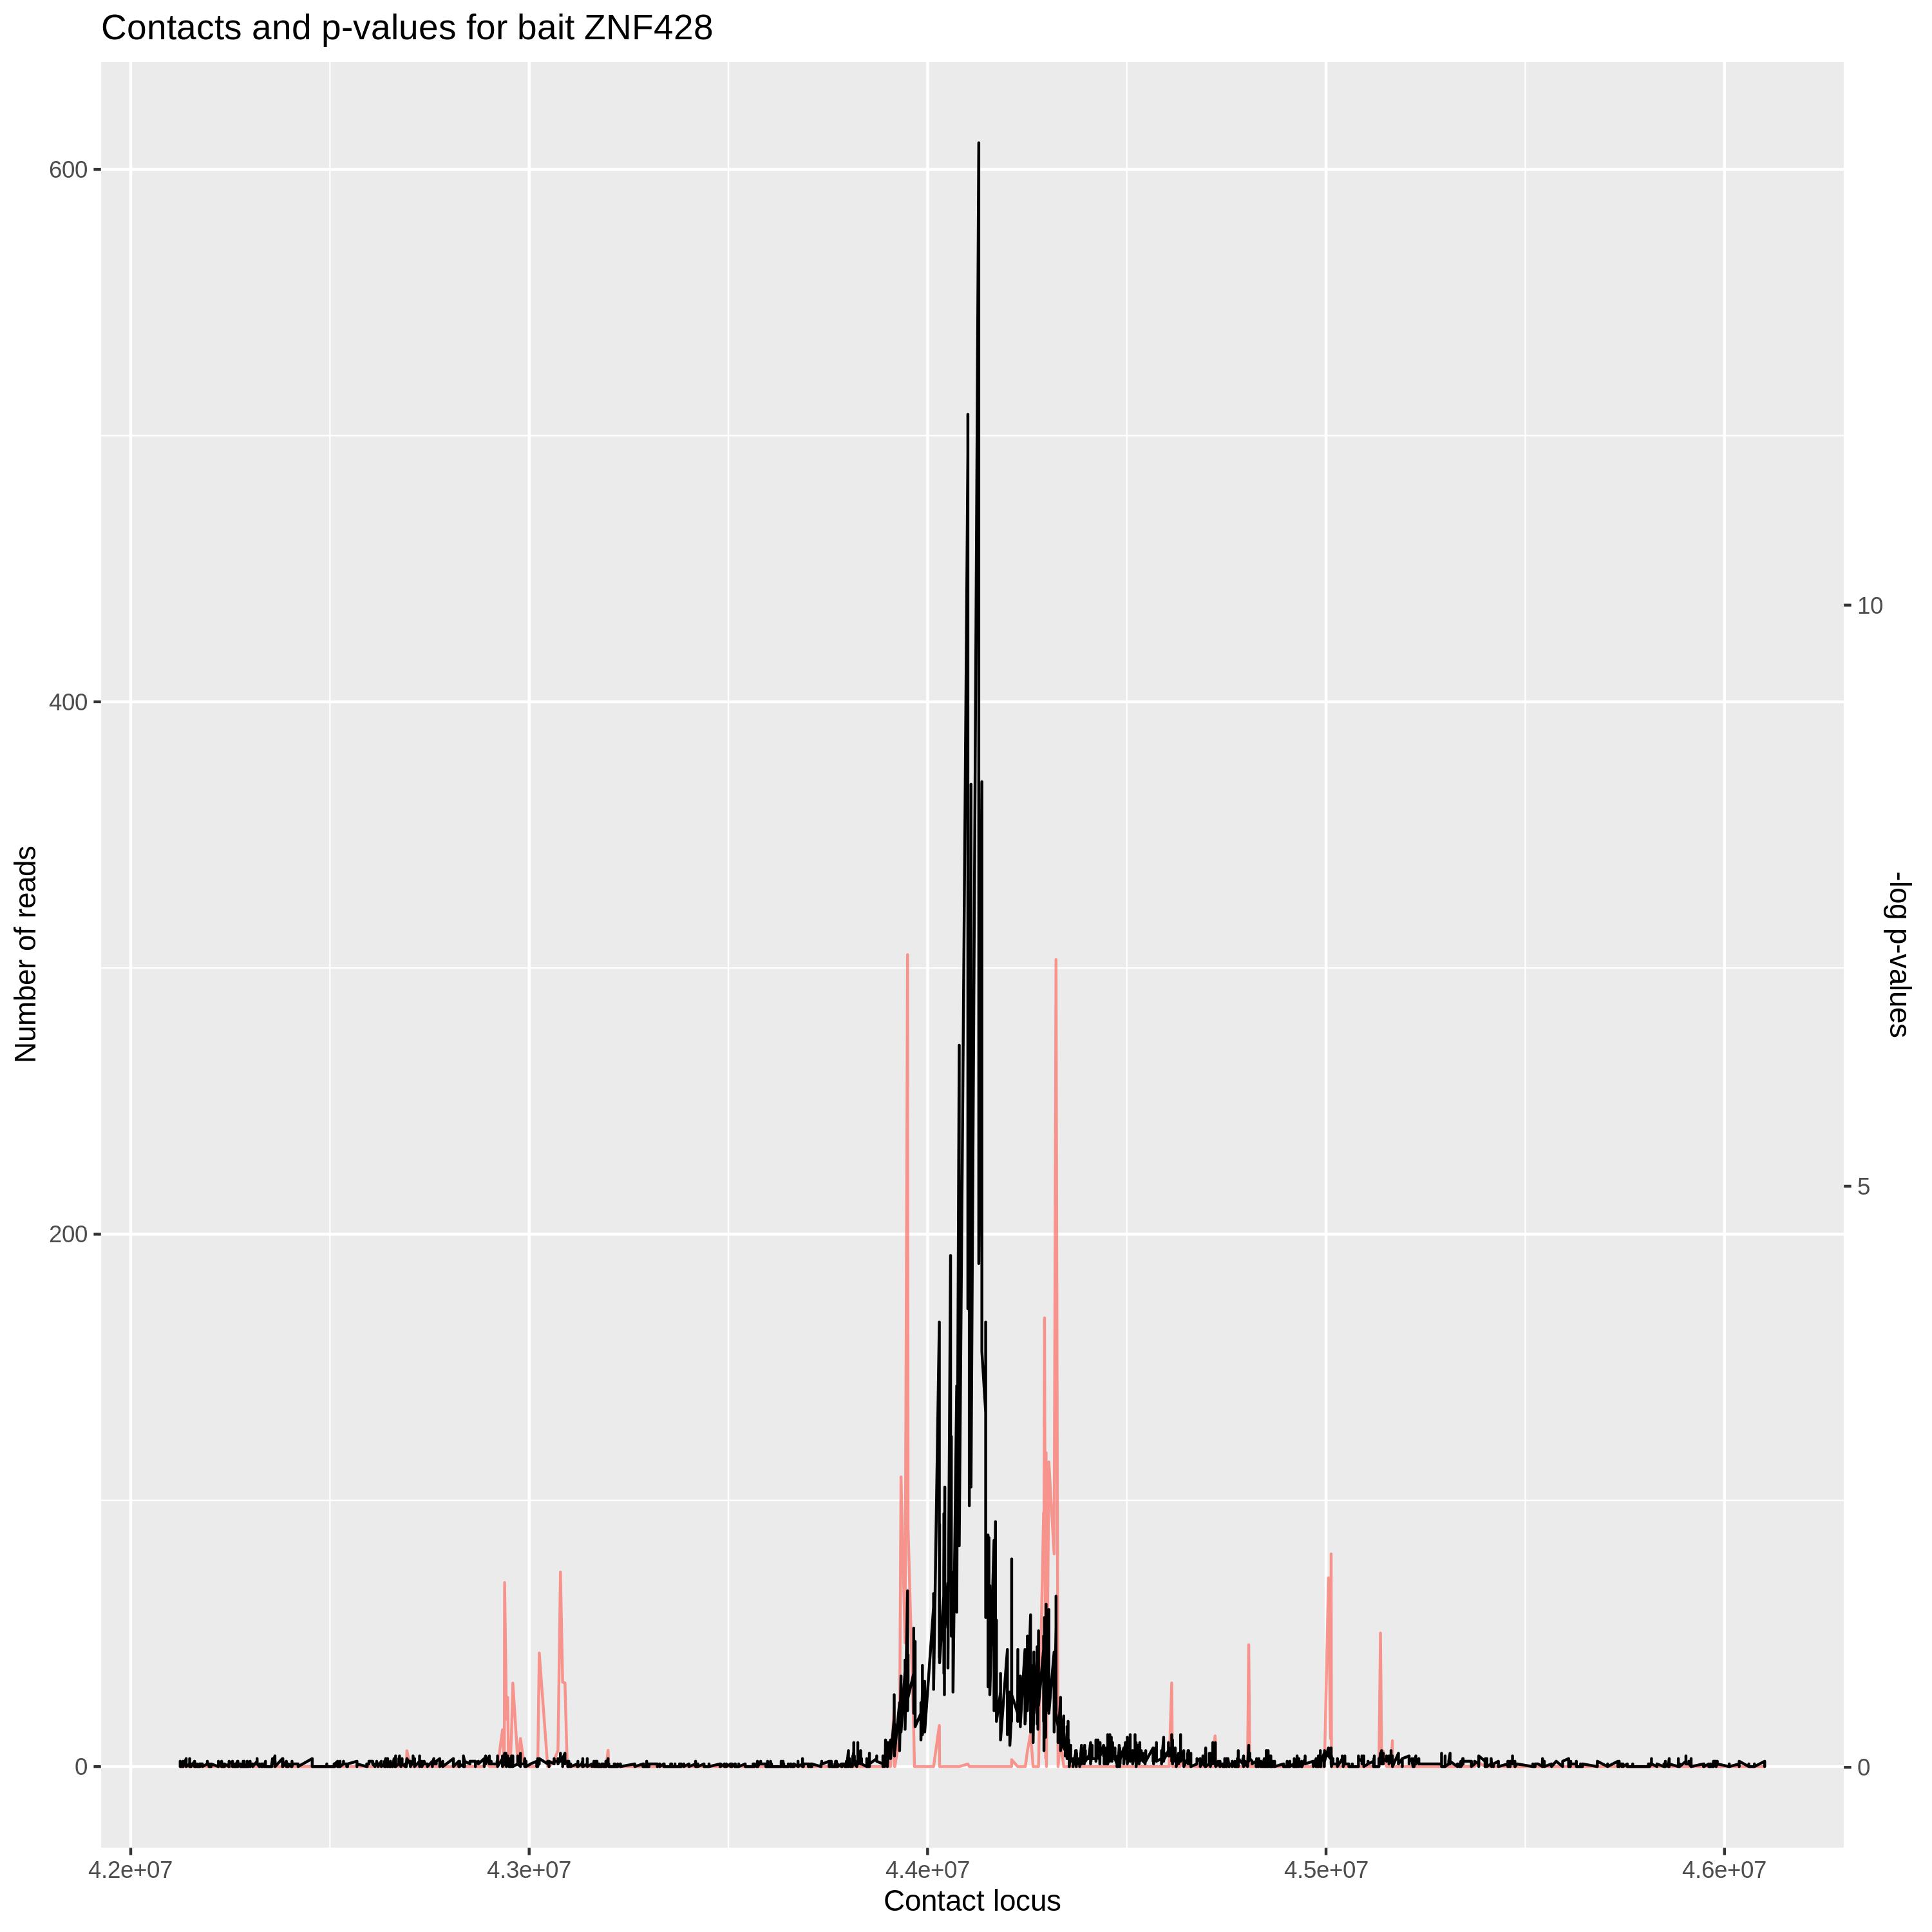 Contacts and p-values for bait ZNF428
600
400
200
0
Number of reads
10
5
0
-log p-values
4.2e+07
4.3e+07
4.4e+07
4.5e+07
4.6e+07
Contact locus